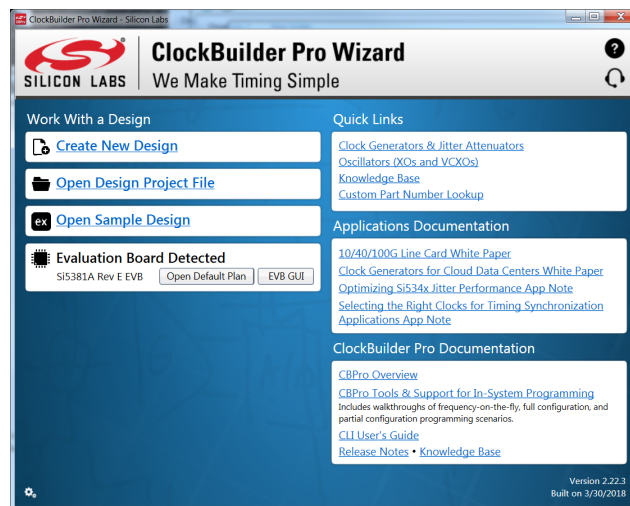 ClockBuilder Pro Wizard - Silicon Labs
SILICON LABS
ClockBuilder Pro Wizard
We Make Timing Simple
?
Work With a Design
Create New Design
Open Design Project File
ex Open Sample Design
Evaluation Board Detected
Si5381A Rev E EVB Open Default Plan EVB GUI
Quick Links
Clock Generators & Jitter Attenuators
Oscillators (XOs and VCXOs)
Knowledge Base
Custom Part Number Lookup
Applications Documentation
10/40/100G Line Card White Paper
Clock Generators for Cloud Data Centers White Paper
Optimizing Si534x Jitter Performance App Note
Selecting the Right Clocks for Timing Synchronization
Applications App Note
ClockBuilder Pro Documentation
CBPro Overview
CBPro Tools & Support for In-System Programming
Includes walkthroughs of frequency-on-the-fly, full configuration, and
partial configuration programming scenarios.
CLI User's Guide
Release Notes • Knowledge Base
Version 2.22.3
Built on 3/30/2018